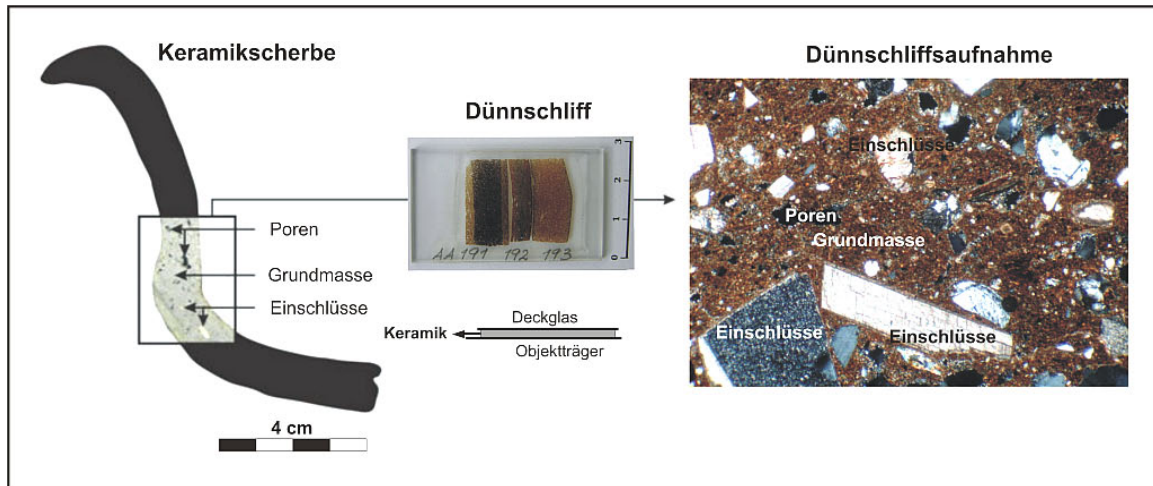 Keramikscherbe
Poren
Grundmasse
Einschlüsse
4 cm
Dünnschliff
3
2
1
0
AA.191 192 193
Deckglas
Keramik
Objektträger
Dünnschliffsaufnahme
Einschlüsse
Poren
Grundmasse
Einschlüsse
Einschlüsse